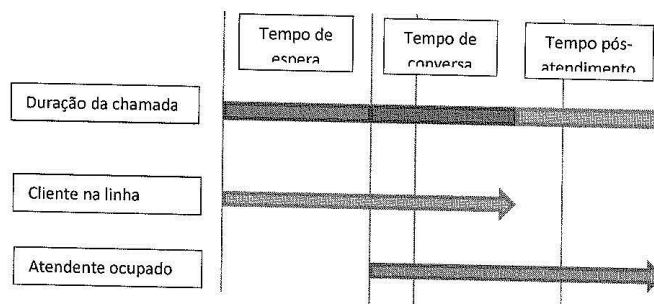 Tempo de
espera
Tempo de
conversa
Tempo pós-
atendimento
Duração da chamada
Cliente na linha
Atendente ocupado